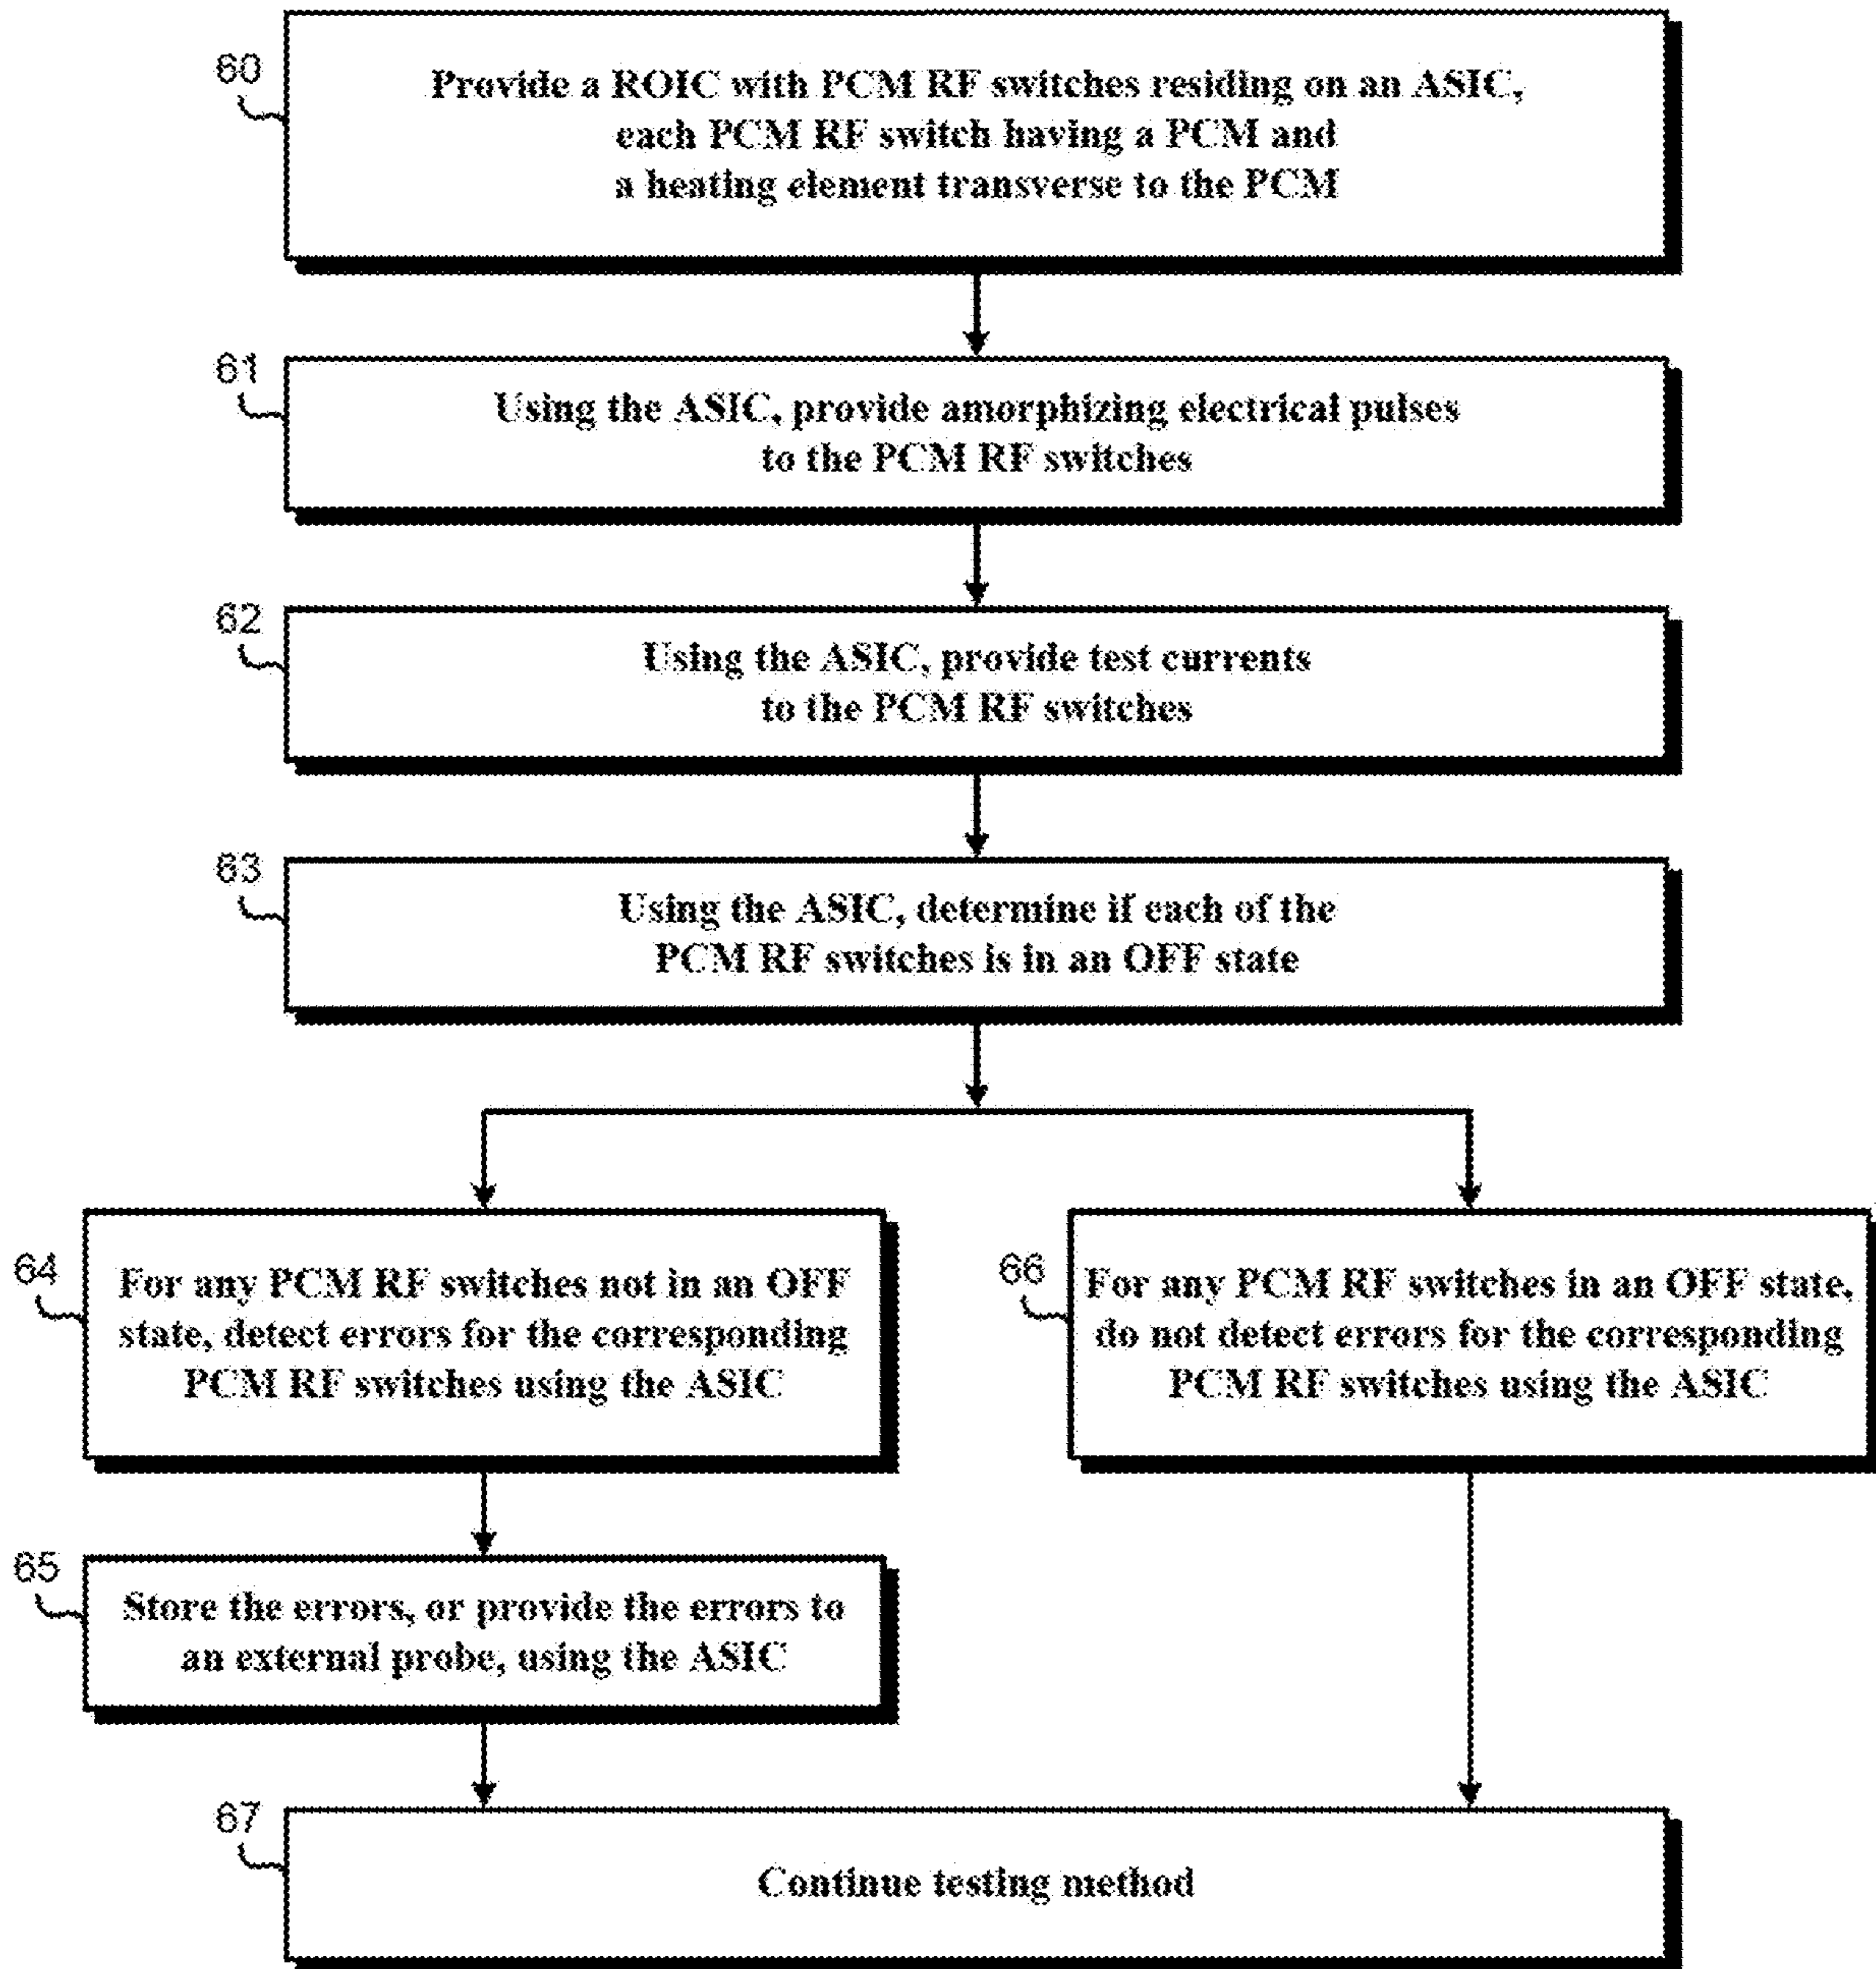 60
Provide a ROIC with PCM RF switches residing on an ASIC,
each PCM RF switch having a PCM and
a heating element transverse to the PCM
61
Using the ASIC, provide amorphizing electrical pulses
to the PCM RF switches
62
Using the ASIC, provide test currents
to the PCM RF switches
63
Using the ASIC, determine if each of the
PCM RF switches is in an OFF state
64
For any PCM RF switches not in an OFF
state, detect errors for the corresponding
PCM RF switches using the ASIC
66
For any PCM RF switches in an OFF state,
do not detect errors for the corresponding
PCM RF switches using the ASIC
65
Store the errors, or provide the errors to
an external probe, using the ASIC
67
Continue testing method